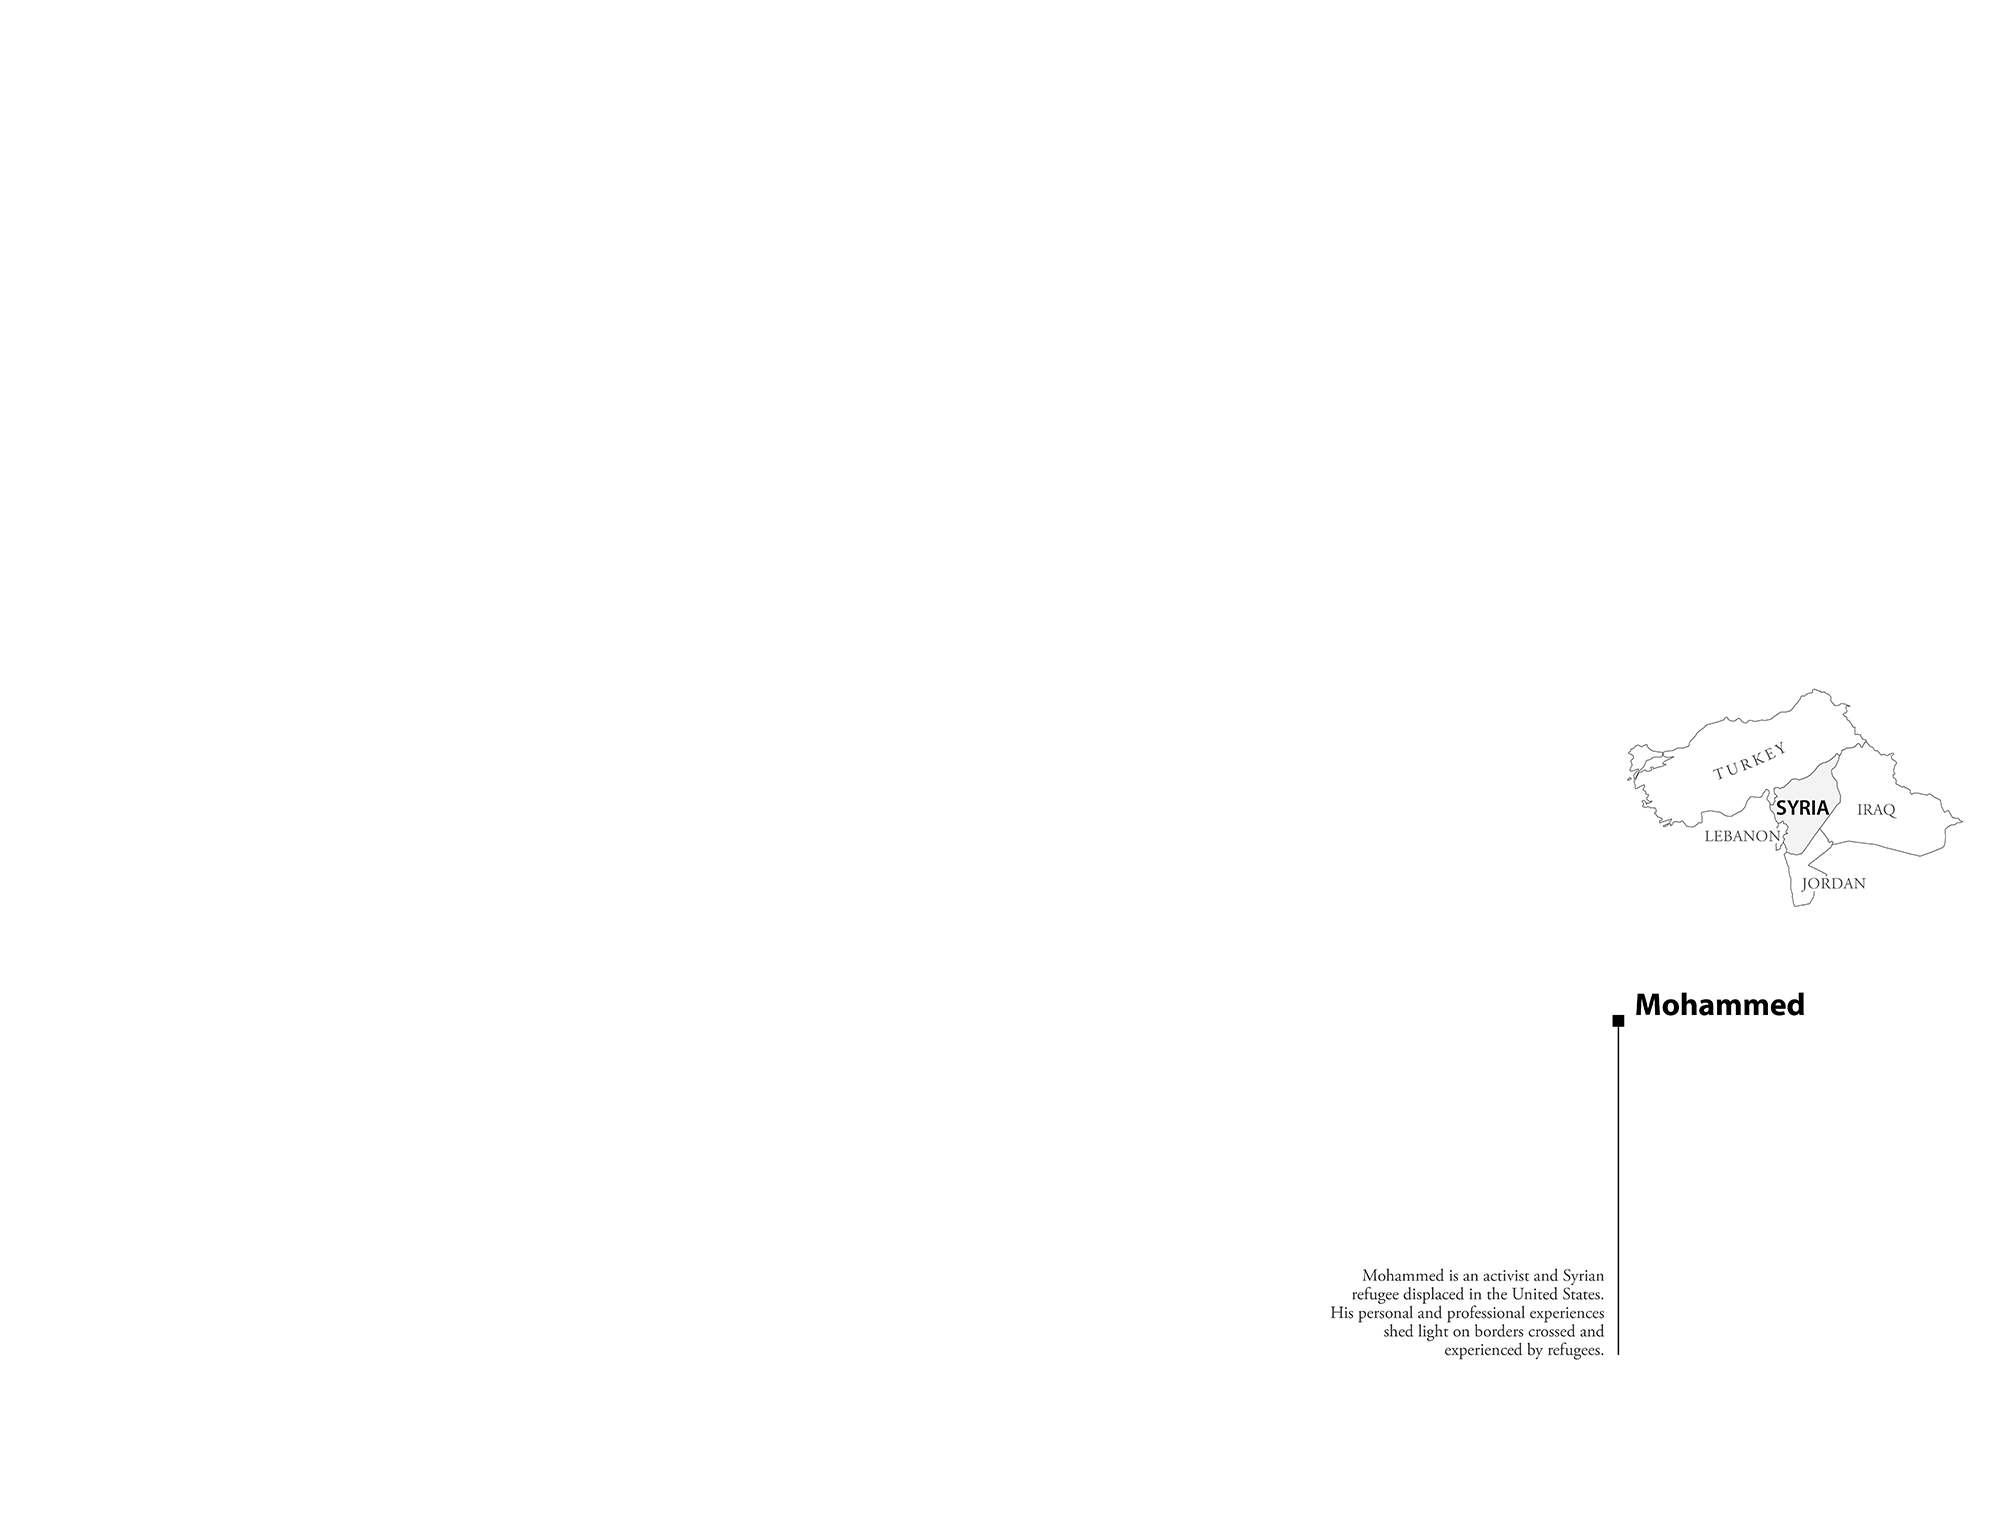 TURKEY
SYRIA
IRAQ
LEBANON
JORDAN
Mohammed
Mohammed is an activist and Syrian
refugee displaced in the United States.
His personal and professional experiences
shed light on borders crossed and
experienced by refugees.